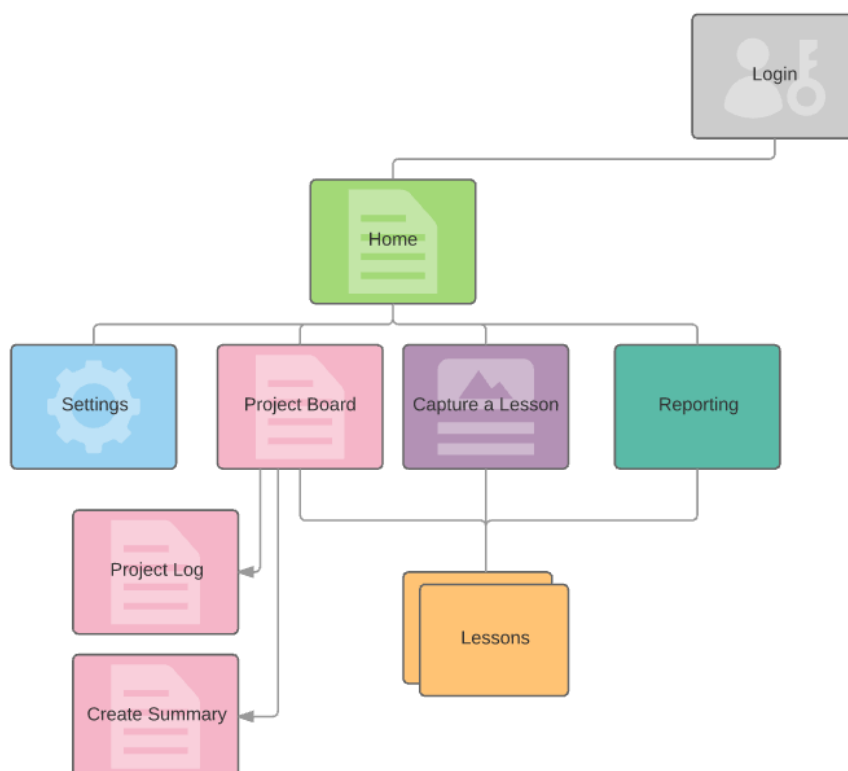 Login
Home
Settings
Project Board
Capture a Lesson
Reporting
Project Log
Lessons
Create Summary